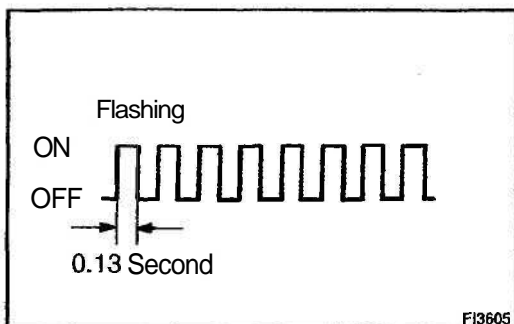 Flashing
ON
OFF
0.13 Second
FI3605